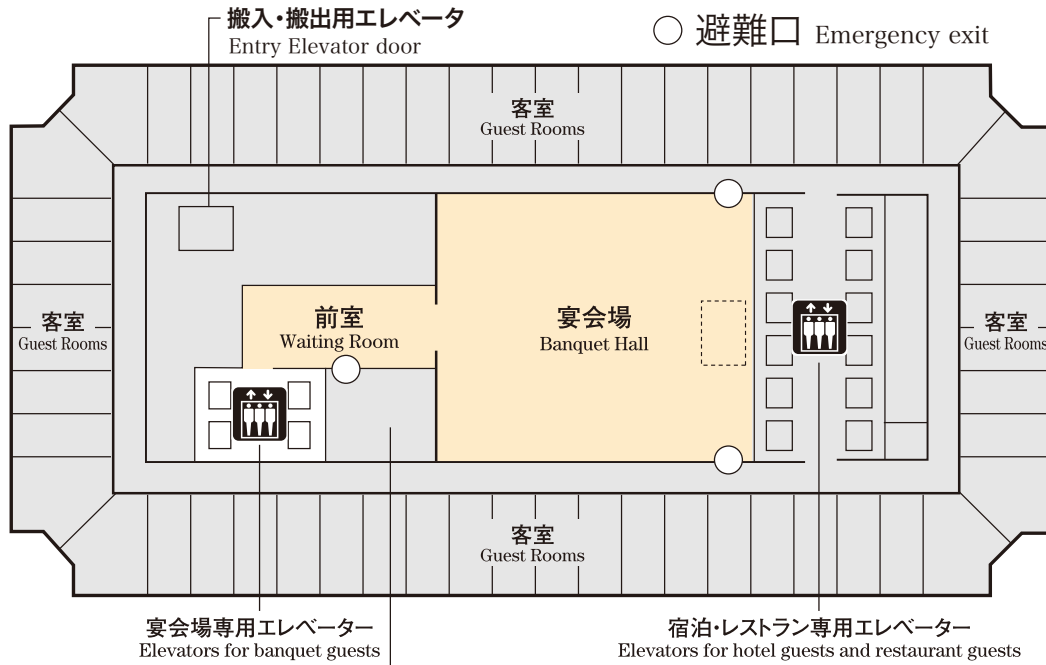 搬入・搬出用エレベータ
Entry Elevator door
避難口 Emergency exit
客室
Guest Rooms
客室
Guest Rooms
前室
Waiting Room
宴会場
Banquet Hall
客室
Guest Rooms
客室
Guest Rooms
宴会場専用エレベーター
Elevators for banquet guests
宿泊・レストラン専用エレベーター
Elevators for hotel guests and restaurant guests